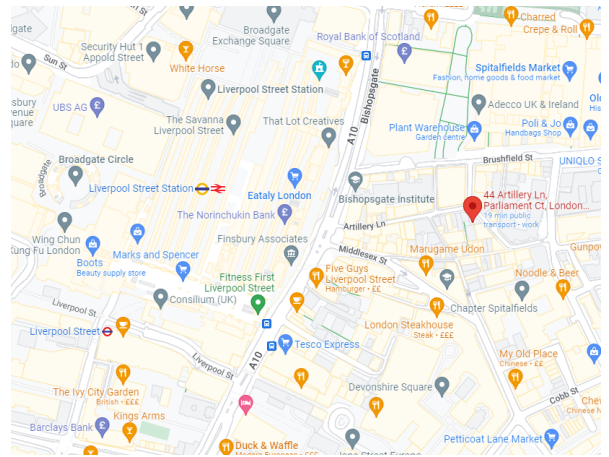 Broadgate
Exchange Square
Charred
Crepe & Roll
Royal Bank of Scotland
Security Hut 1
Appold Street
Sun St
White Horse
Spitalfields Market
Fashion, home goods & food market
Liverpool Street Station
UBS AG
Bishopsgate
A10
Adecco UK & Ireland
The Savanna
Liverpool Street
That Lot Creatives
Plant Warehouse
Garden centre
Poli & Jo
Handbags Shop
Broadgate Circle
Brushfield St
UNIQLO
Broadgate
Liverpool Street Station
Eataly London
Bishopsgate Institute
44 Artillery Ln,
Parliament Ct, London...
19 min public
transport - work
The Norinchukin Bank
Artillery Ln
Wing Chun
Kung Fu London
Finsbury Associates
Middlesex St
Marugame Udon
Boots
Beauty supply store
Marks and Spencer
Fitness First
Liverpool Street
Five Guys
Liverpool Street
Hamburger • ££
Noodle & Beer
Consilium (UK)
Chapter Spitalfields
Liverpool St
Liverpool Street
London Steakhouse
Steak • £££
Tesco Express
A10
Liverpool St
My Old Place
Chinese • ££
The Ivy City Garden
British • £££
Devonshire Square
Cobb St
Kings Arms
Barclays Bank
Duck & Waffle
Petticoat Lane Market